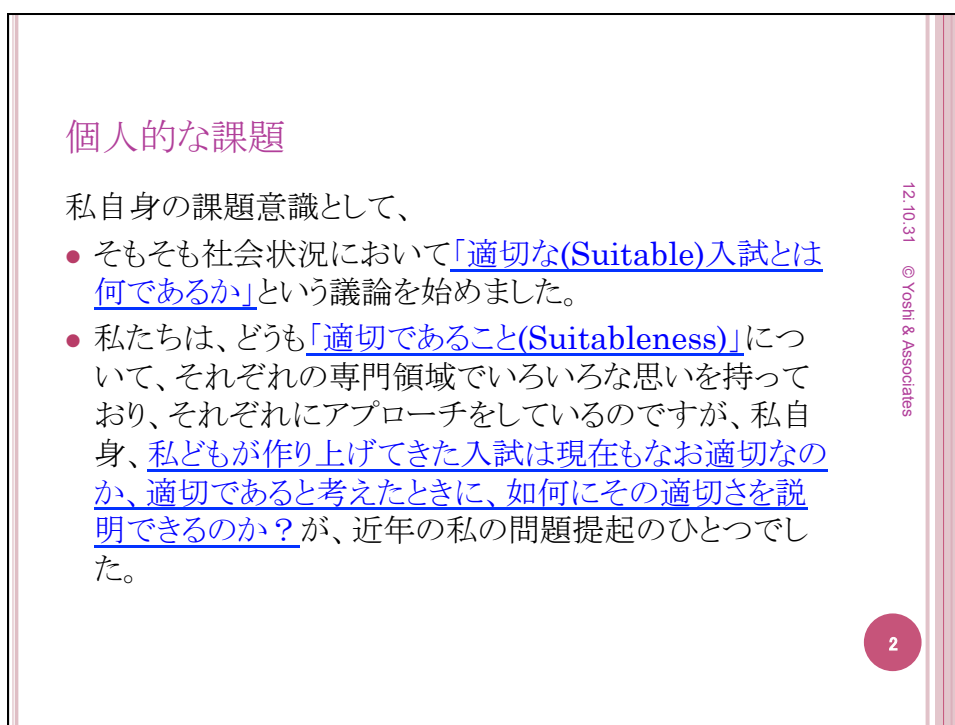 個人的な課題
私自身の課題意識として、
● そもそも社会状況において「適切な(Suitable)入試とは
何であるか」という議論を始めました。
● 私たちは、どうも「適切であること(Suitableness)」につ
いて、それぞれの専門領域でいろいろな思いを持って
おり、それぞれにアプローチをしているのですが、私自
身、私どもが作り上げてきた入試は現在もなお適切なの
か、適切であると考えたときに、如何にその適切さを説
明できるのか？が、近年の私の問題提起のひとつでし
た。
12.10.31 © Yoshi & Associates
2